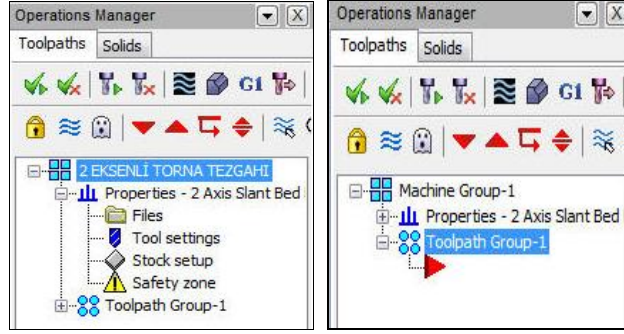 Operations Manager
Toolpaths Solids
G1
2 EKSENLİ TORNA TEZGAHI
Properties - 2 Axis Slant Bed
Files
Tool settings
Stock setup
Safety zone
Toolpath Group-1
Operations Manager
Toolpaths Solids
G1
Machine Group-1
Properties - 2 Axis Slant Bed
Toolpath Group-1